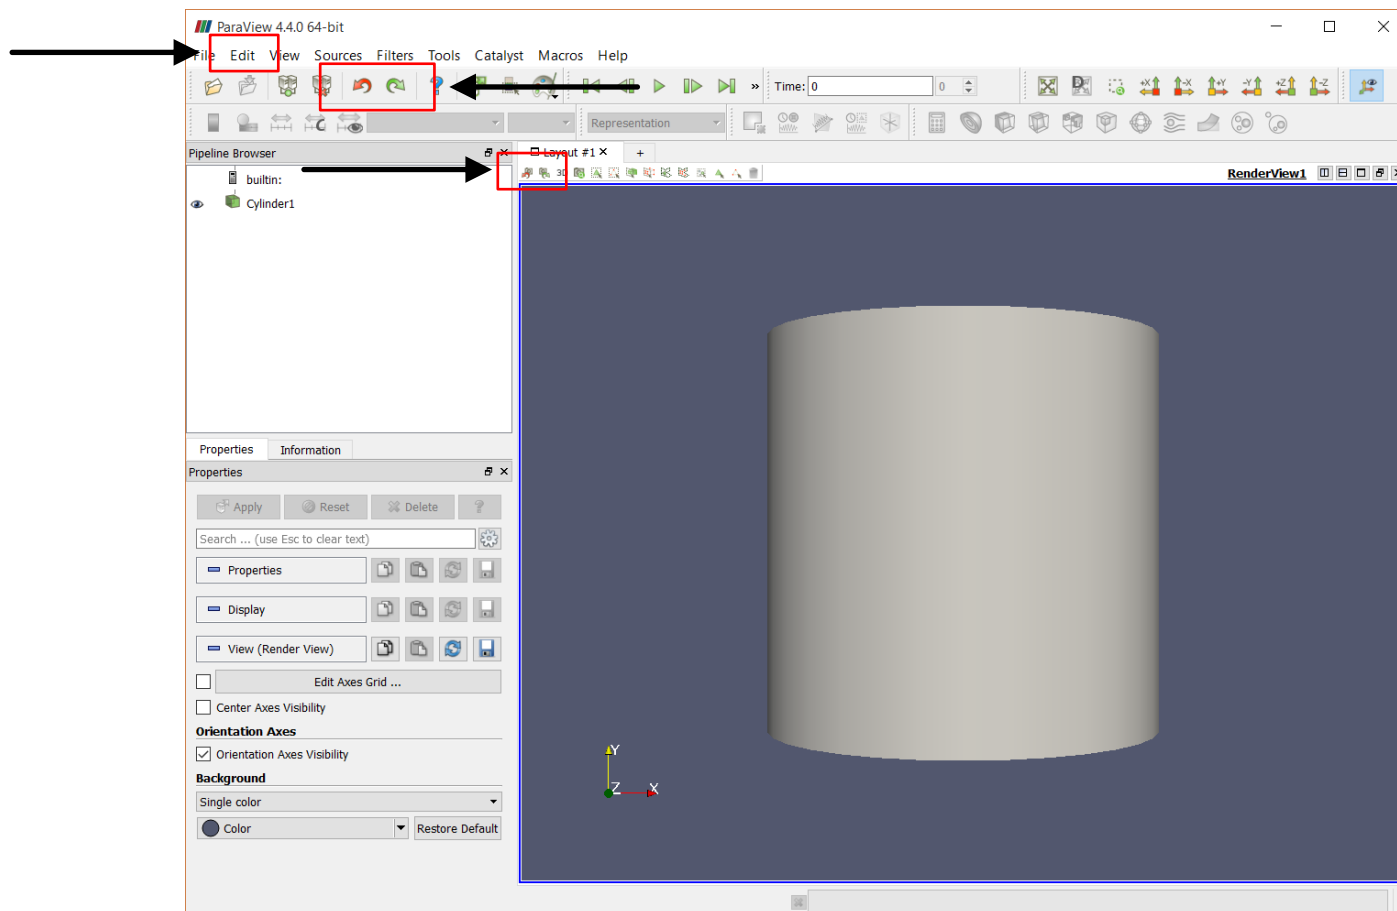 ParaView 4.4.0 64-bit
File Edit View Sources Filters Tools Catalyst Macros Help
» Time: 0 0
+X -X +Y -Y +Z -Z
Representation
Pipeline Browser
Layout #1 +
builtin:
3D
RenderView1
Cylinder1
Properties Information
Properties
Apply Reset Delete ?
Search ... (use Esc to clear text)
Properties
Display
View (Render View)
Edit Axes Grid ...
Center Axes Visibility
Orientation Axes
Orientation Axes Visibility
Background
Single color
Color Restore Default
Y
Z X